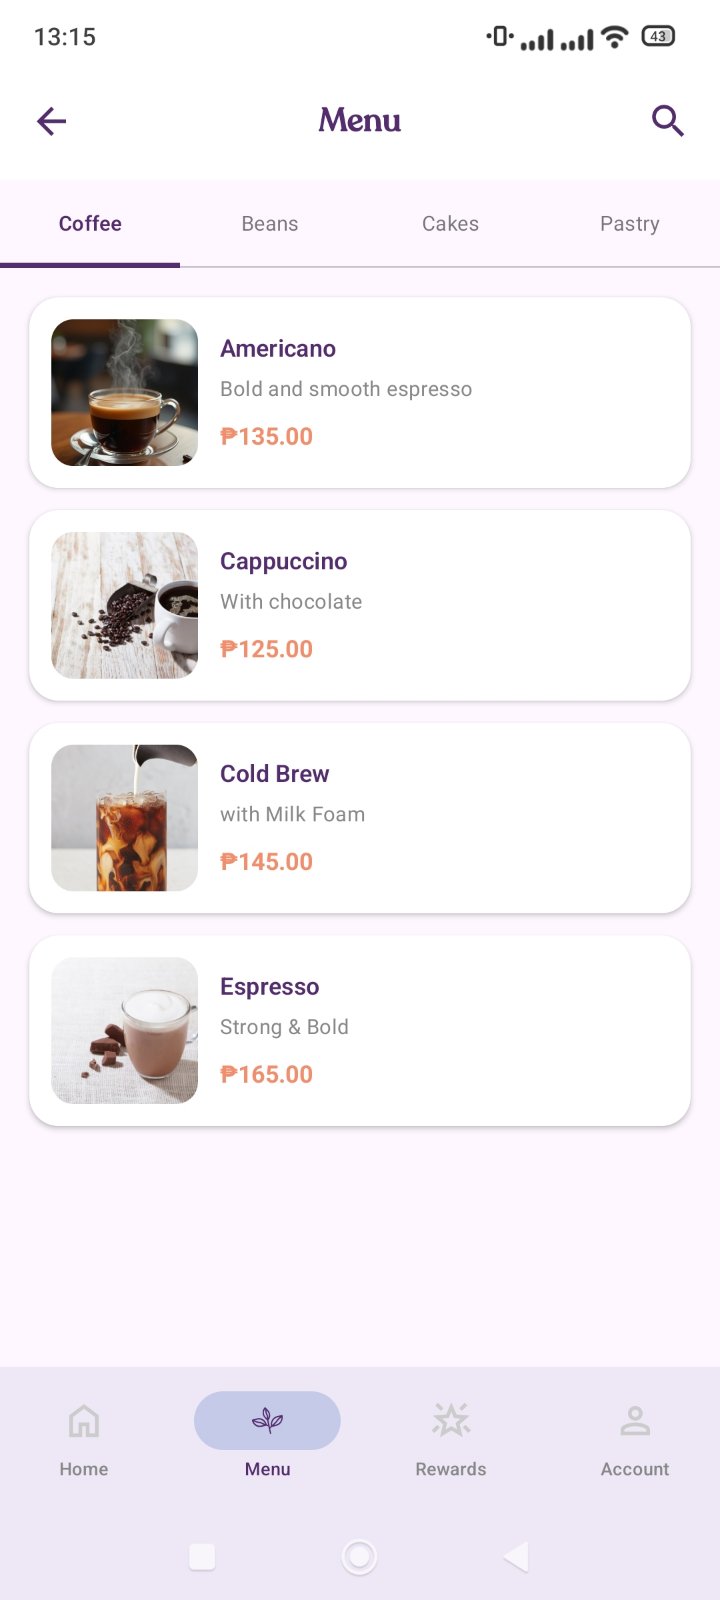 13:15
43
Menu
Coffee
Beans
Cakes
Pastry
Americano
Bold and smooth espresso
₱135.00
Cappuccino
With chocolate
₱125.00
Cold Brew
with Milk Foam
₱145.00
Espresso
Strong & Bold
₱165.00
Home
Menu
Rewards
Account